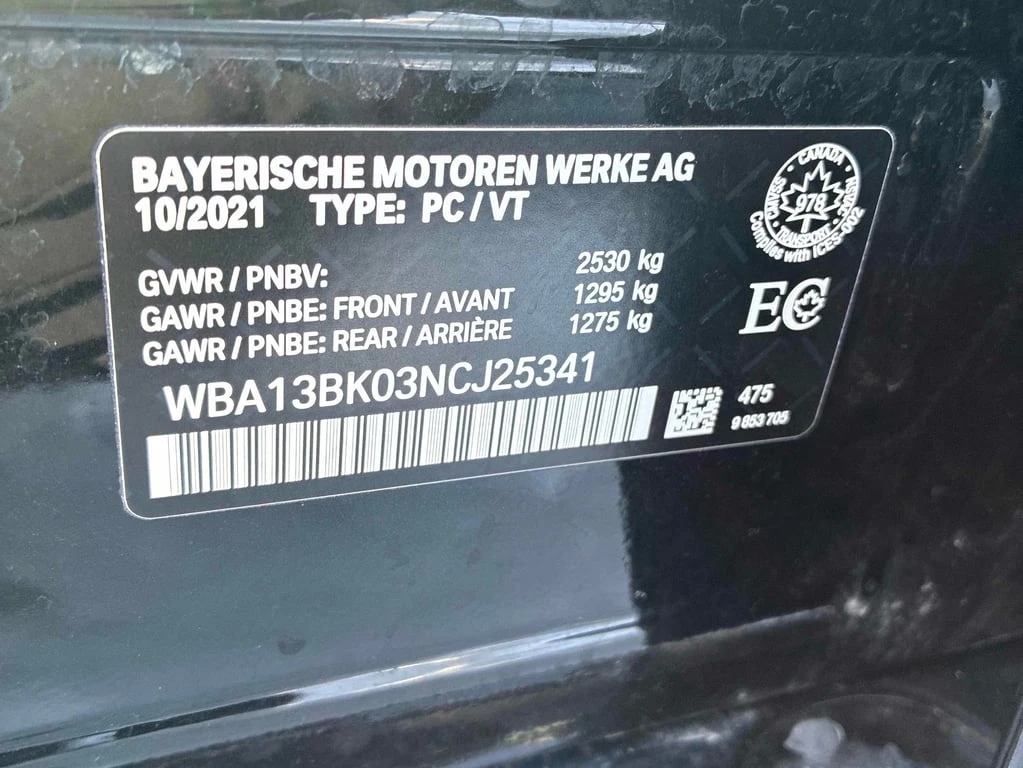 BAYERISCHE MOTOREN WERKE AG
10/2021 TYPE: PC/VT
GVWR / PNBV: 2530 kg
GAWR / PNBE: FRONT / AVANT 1295 kg
GAWR / PNBE: REAR / ARRIÈRE 1275 kg
WBA13BK03NCJ25341
CANADA
978
TRANSPORT
Complies with ICES-002
EC
475
9 853 705